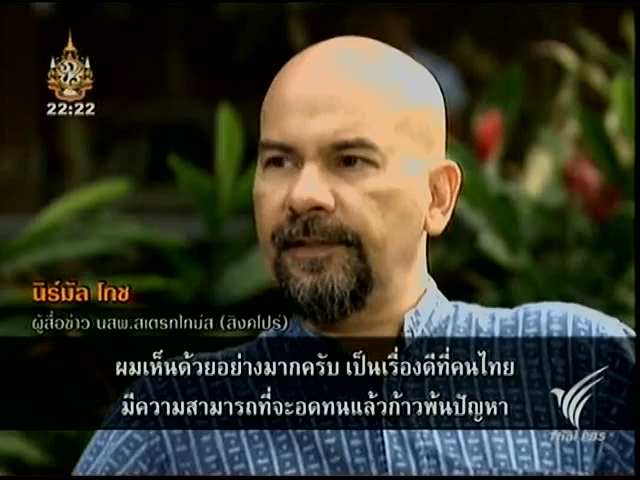 22:22
นิร์มัล โกช
ผู้สื่อข่าว นสพ.สเตรทไทม์ส (สิงคโปร์)
ผมเห็นด้วยอย่างมากครับ เป็นเรื่องดีที่คนไทย
มีความสามารถที่จะอดทนแล้วก้าวพ้นปัญหา
Thai PBS